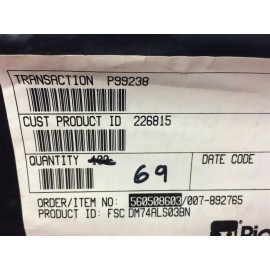 TRANSACTION P99238
CUST PRODUCT ID 226815
QUANTITY 102 69 DATE CODE
ORDER/ITEM NO: 560508603/007-892765
PRODUCT ID: FSC DM74ALS03BN